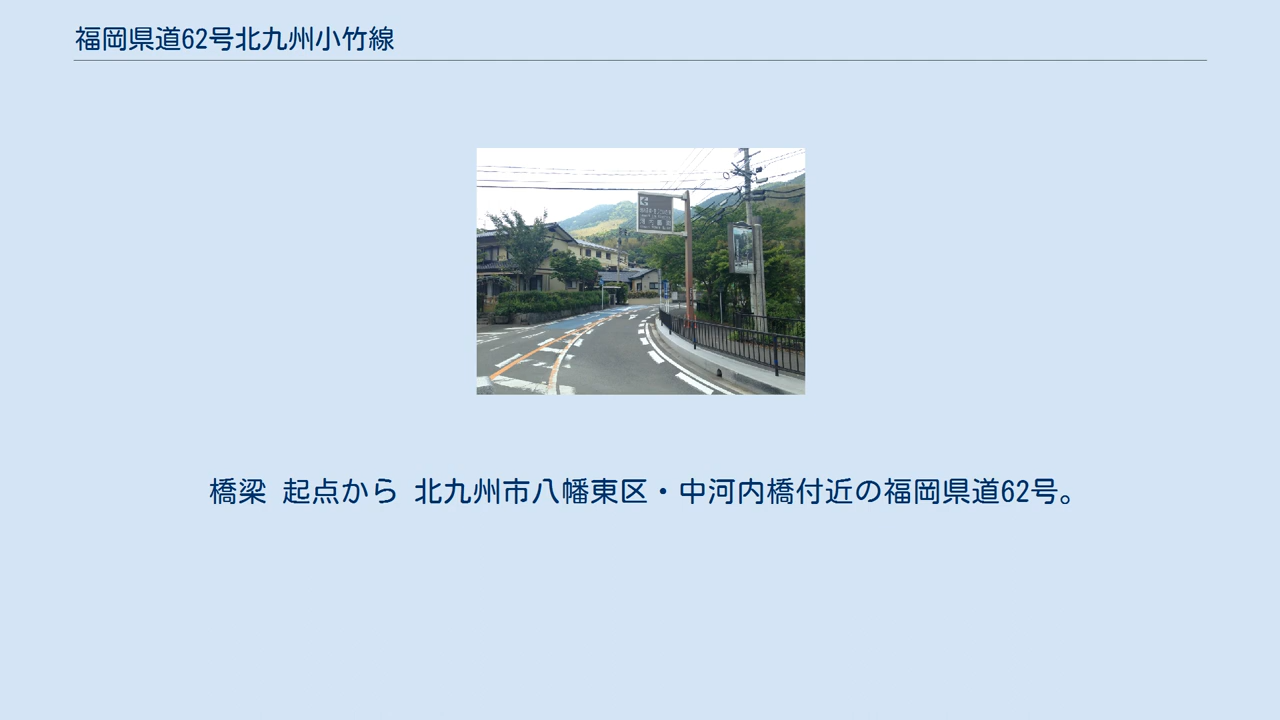 福岡県道62号北九州小竹線
橋梁 起点から 北九州市八幡東区・中河内橋付近の福岡県道62号。